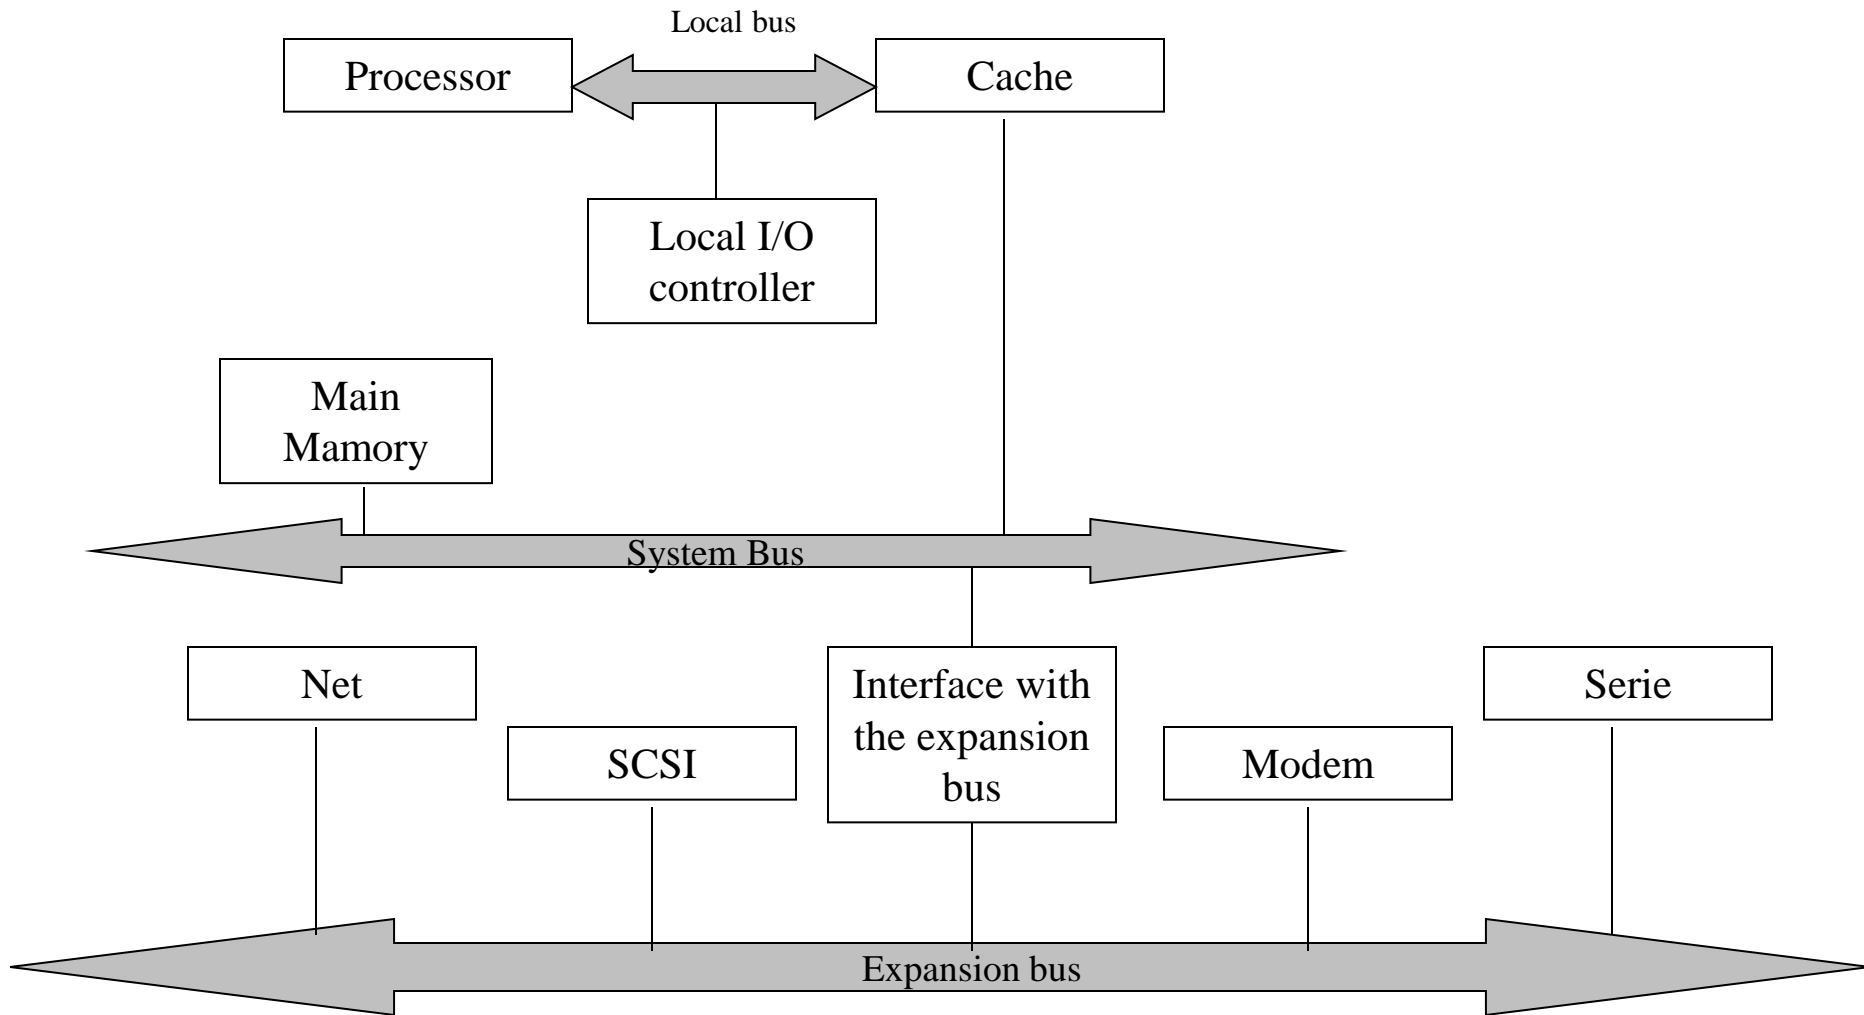 Local bus
Processor
Cache
Local I/O
controller
Main
Mamory
System Bus
Net
Interface with
the expansion
bus
Serie
SCSI
Modem
Expansion bus